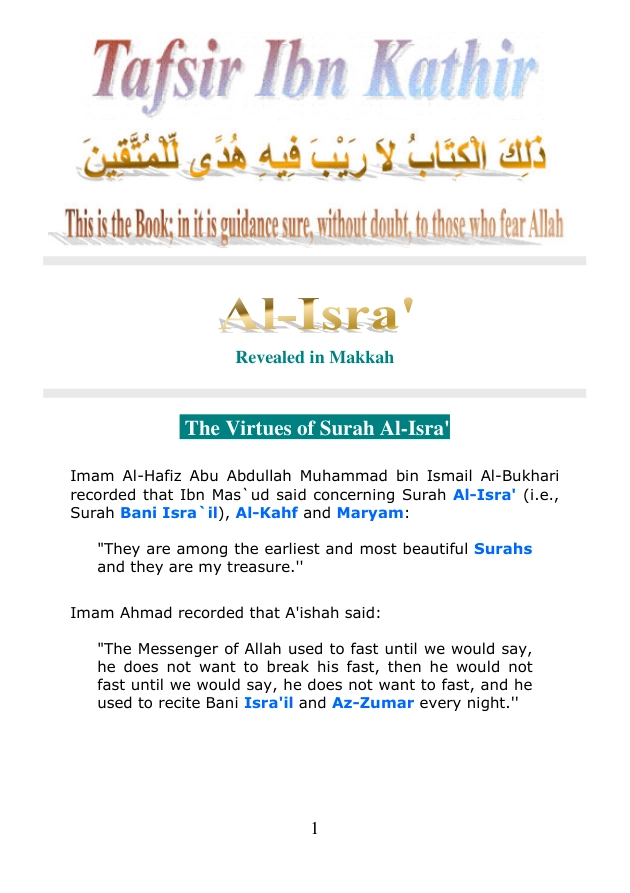 Tafsir Ibn Kathir
ذَلِكَ الْكِتَابُ لاَ رَيْبَ فِيهِ هُدًى لِّلْمُتَّقِينَ
This is the Book; in it is guidance sure, without doubt, to those who fear Allah
Al-Isra'
Revealed in Makkah
The Virtues of Surah Al-Isra'
Imam Al-Hafiz Abu Abdullah Muhammad bin Ismail Al-Bukhari
recorded that Ibn Mas`ud said concerning Surah Al-Isra' (i.e.,
Surah Bani Isra`il), Al-Kahf and Maryam:
"They are among the earliest and most beautiful Surahs
and they are my treasure.''
Imam Ahmad recorded that A'ishah said:
"The Messenger of Allah used to fast until we would say,
he does not want to break his fast, then he would not
fast until we would say, he does not want to fast, and he
used to recite Bani Isra'il and Az-Zumar every night.''
1